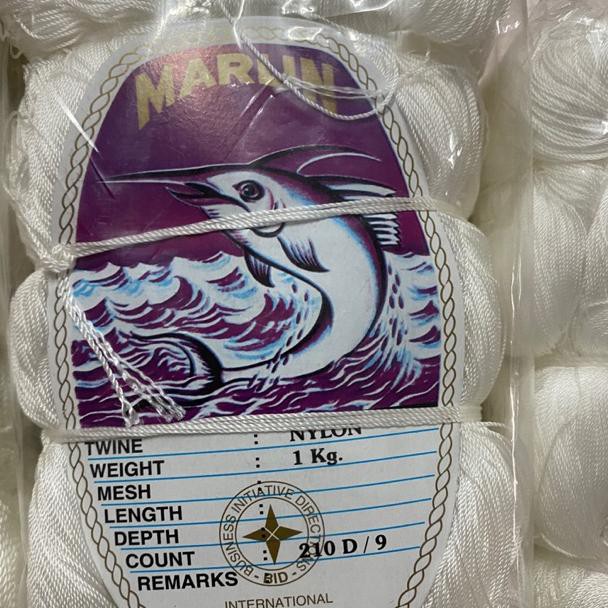 MARLIN
TWINE : NYLON
WEIGHT : 1 Kg.
MESH
LENGTH
DEPTH
COUNT : 210 D / 9
REMARKS
BUSINESS INITIATIVE DIRECTIONS
- BID -
INTERNATIONAL